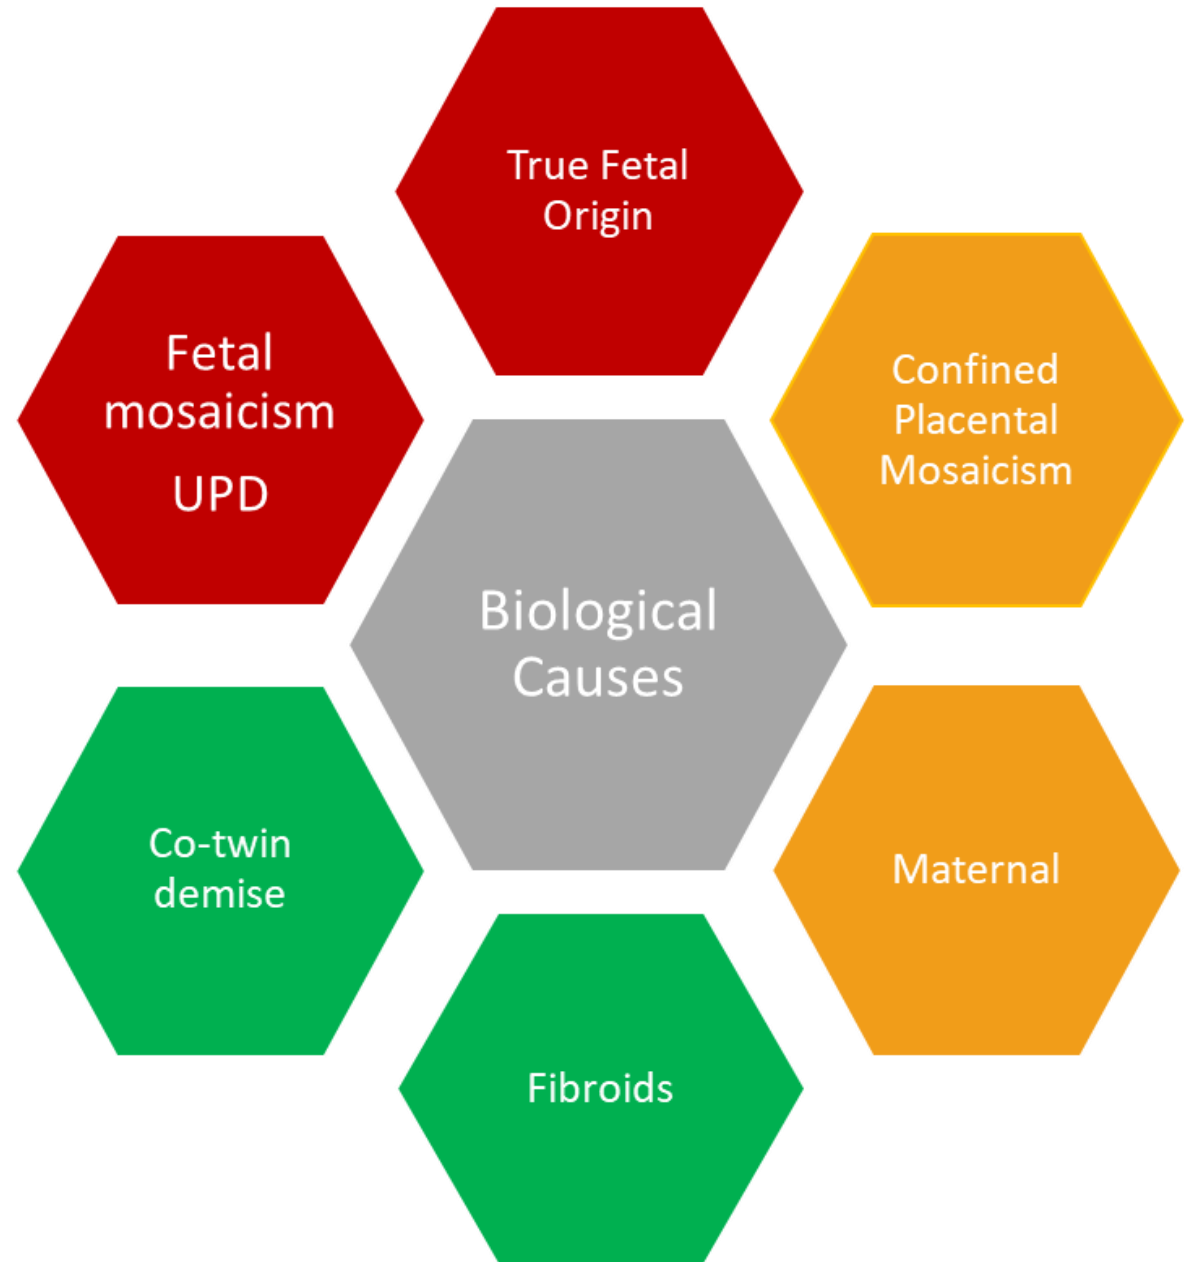 True Fetal
Origin
Fetal
mosaicism
UPD
Confined
Placental
Mosaicism
Biological
Causes
Co-twin
demise
Maternal
Fibroids